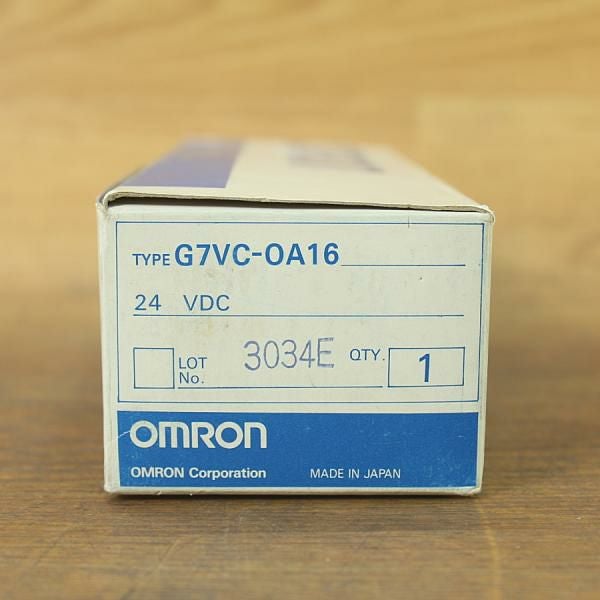 TYPE G7VC-OA16
24 VDC
LOT No. 3034E QTY. 1
OMRON
OMRON Corporation MADE IN JAPAN